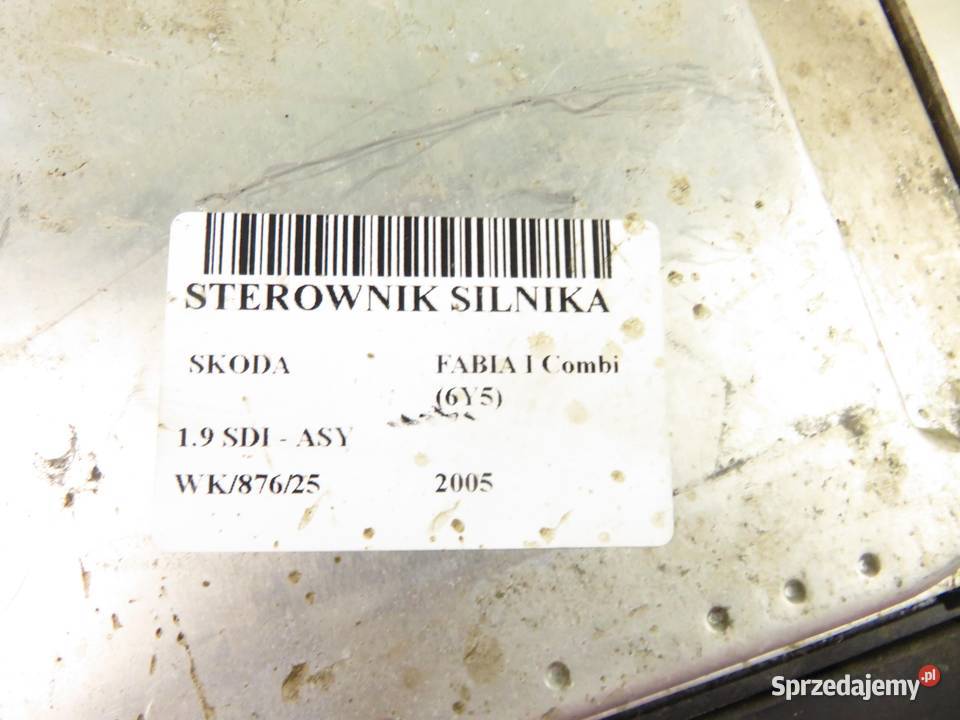 STEROWNIK SILNIKA
SKODA FABIA I Combi
(6Y5)
1.9 SDI - ASY
WK/876/25 2005
Sprzedajemy.pl